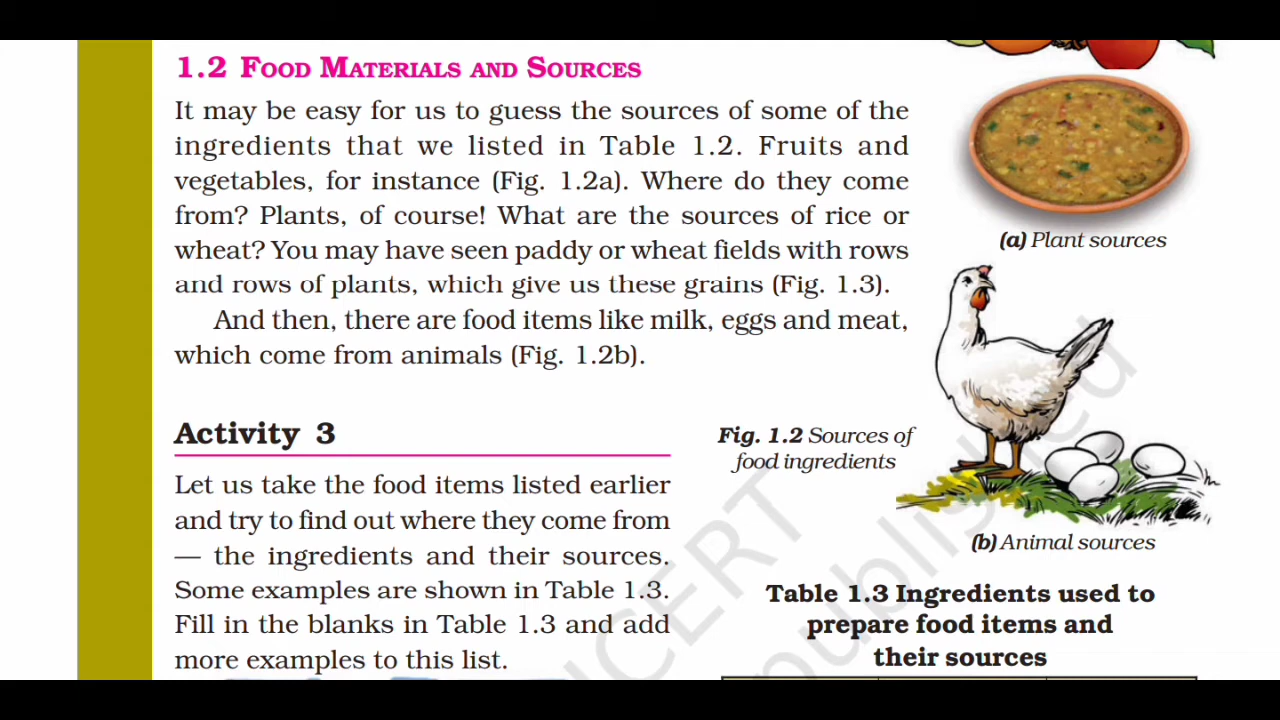 1.2 Food Materials and Sources
It may be easy for us to guess the sources of some of the
ingredients that we listed in Table 1.2. Fruits and
vegetables, for instance (Fig. 1.2a). Where do they come
from? Plants, of course! What are the sources of rice or
wheat? You may have seen paddy or wheat fields with rows
and rows of plants, which give us these grains (Fig. 1.3).
And then, there are food items like milk, eggs and meat,
which come from animals (Fig. 1.2b).
(a) Plant sources
Activity 3
Let us take the food items listed earlier
and try to find out where they come from
— the ingredients and their sources.
Some examples are shown in Table 1.3.
Fill in the blanks in Table 1.3 and add
more examples to this list.
Fig. 1.2 Sources of
food ingredients
(b) Animal sources
Table 1.3 Ingredients used to
prepare food items and
their sources
NCERT
published